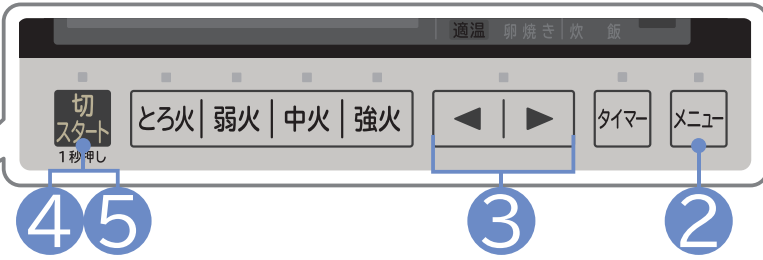 適温 卵焼き 炊 飯
切
スタート
1秒押し
とろ火 弱火 中火 強火 ◀ ▶ タイマー メニュー
4 5 3 2